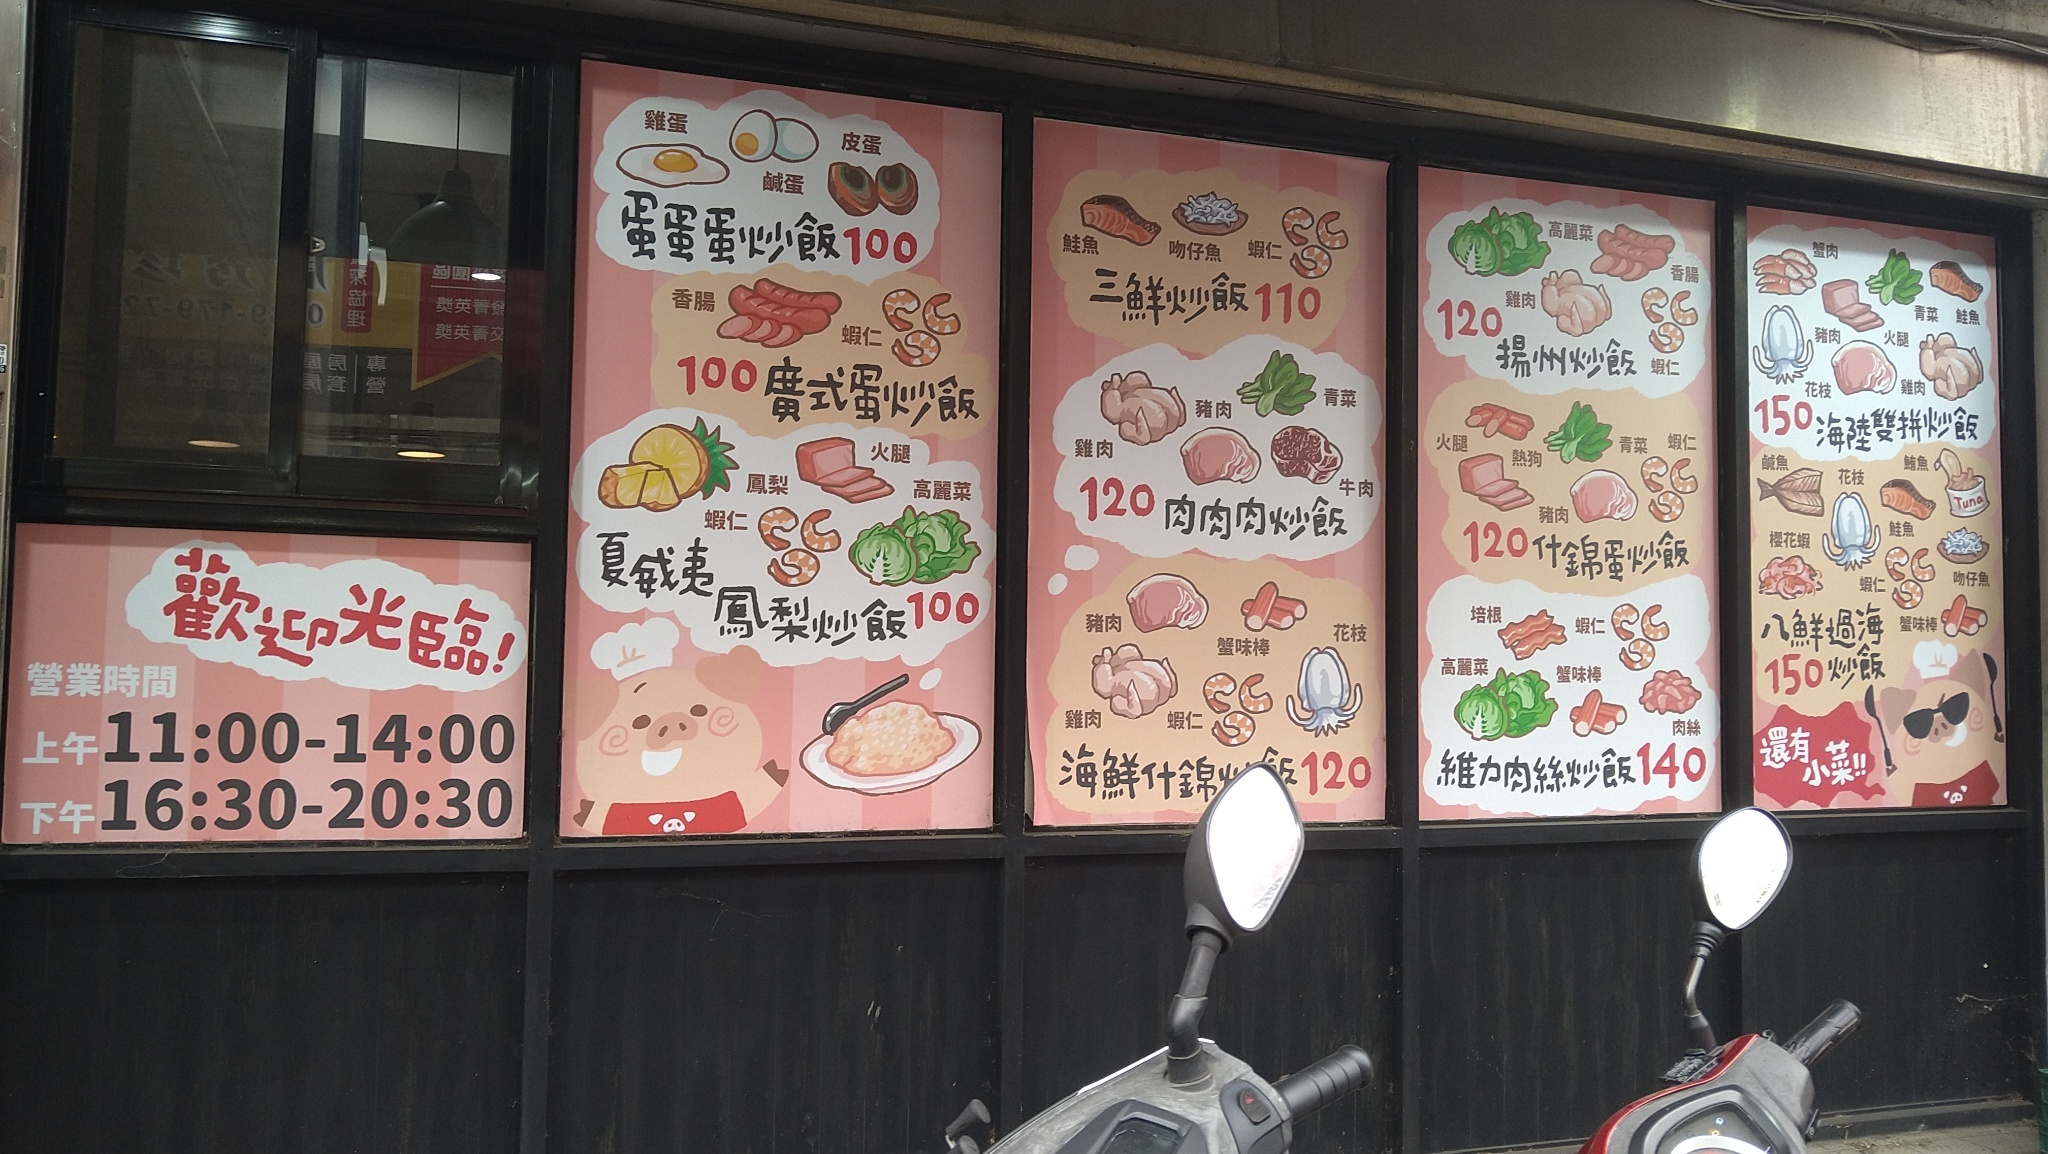 歡迎光臨!
營業時間
上午11:00-14:00
下午16:30-20:30
雞蛋
鹹蛋
皮蛋
蛋蛋蛋炒飯100
香腸
蝦仁
100廣式蛋炒飯
鳳梨
火腿
蝦仁
高麗菜
夏威夷
鳳梨炒飯100
鮭魚
吻仔魚
蝦仁
三鮮炒飯110
雞肉
豬肉
青菜
牛肉
120肉肉肉炒飯
豬肉
蟹味棒
花枝
雞肉
蝦仁
海鮮什錦炒飯120
高麗菜
香腸
雞肉
蝦仁
120
揚州炒飯
火腿
熱狗
青菜
蝦仁
豬肉
120什錦蛋炒飯
培根
蝦仁
高麗菜
蟹味棒
肉絲
維力肉絲炒飯140
蟹肉
青菜
鮭魚
豬肉
火腿
花枝
雞肉
150海陸雙拼炒飯
鹹魚
花枝
鮪魚
Tuna
鮭魚
櫻花蝦
蝦仁
吻仔魚
蟹味棒
八鮮過海
150炒飯
還有
小菜!!